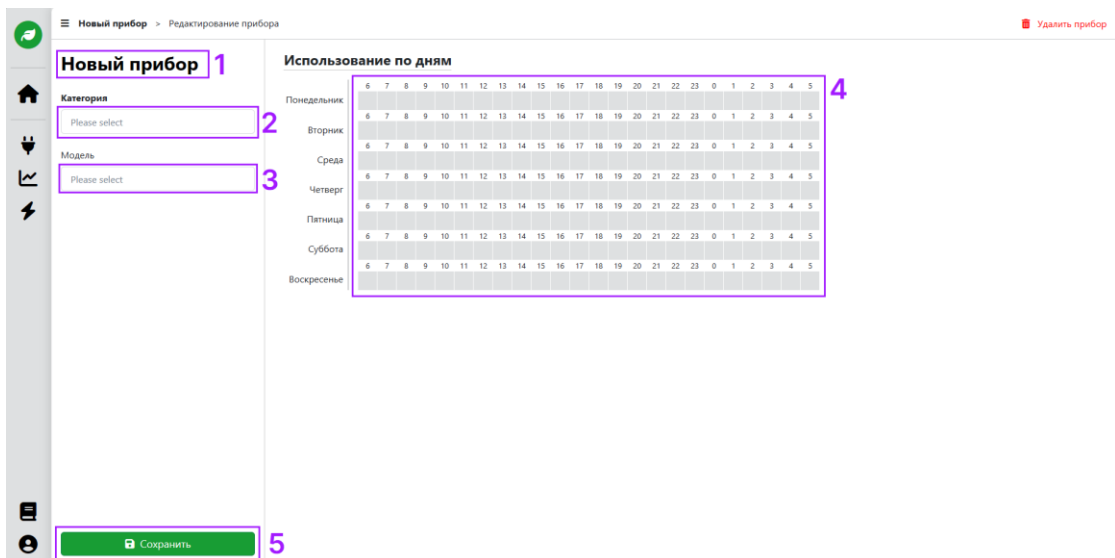 Новый прибор > Редактирование прибора
Удалить прибор
Новый прибор 1
Категория
Please select 2
Модель
Please select 3
Сохранить 5
Использование по дням
4
6 7 8 9 10 11 12 13 14 15 16 17 18 19 20 21 22 23 0 1 2 3 4 5
Понедельник
6 7 8 9 10 11 12 13 14 15 16 17 18 19 20 21 22 23 0 1 2 3 4 5
Вторник
6 7 8 9 10 11 12 13 14 15 16 17 18 19 20 21 22 23 0 1 2 3 4 5
Среда
6 7 8 9 10 11 12 13 14 15 16 17 18 19 20 21 22 23 0 1 2 3 4 5
Четверг
6 7 8 9 10 11 12 13 14 15 16 17 18 19 20 21 22 23 0 1 2 3 4 5
Пятница
6 7 8 9 10 11 12 13 14 15 16 17 18 19 20 21 22 23 0 1 2 3 4 5
Суббота
6 7 8 9 10 11 12 13 14 15 16 17 18 19 20 21 22 23 0 1 2 3 4 5
Воскресенье